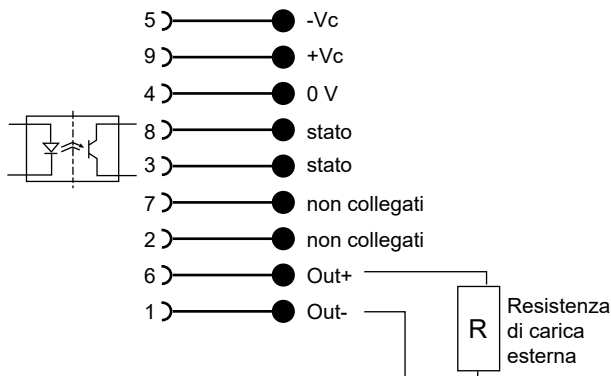 5 -Vc
9 +Vc
4 0 V
8 stato
3 stato
7 non collegati
2 non collegati
6 Out+
1 Out-
R
Resistenza
di carica
esterna